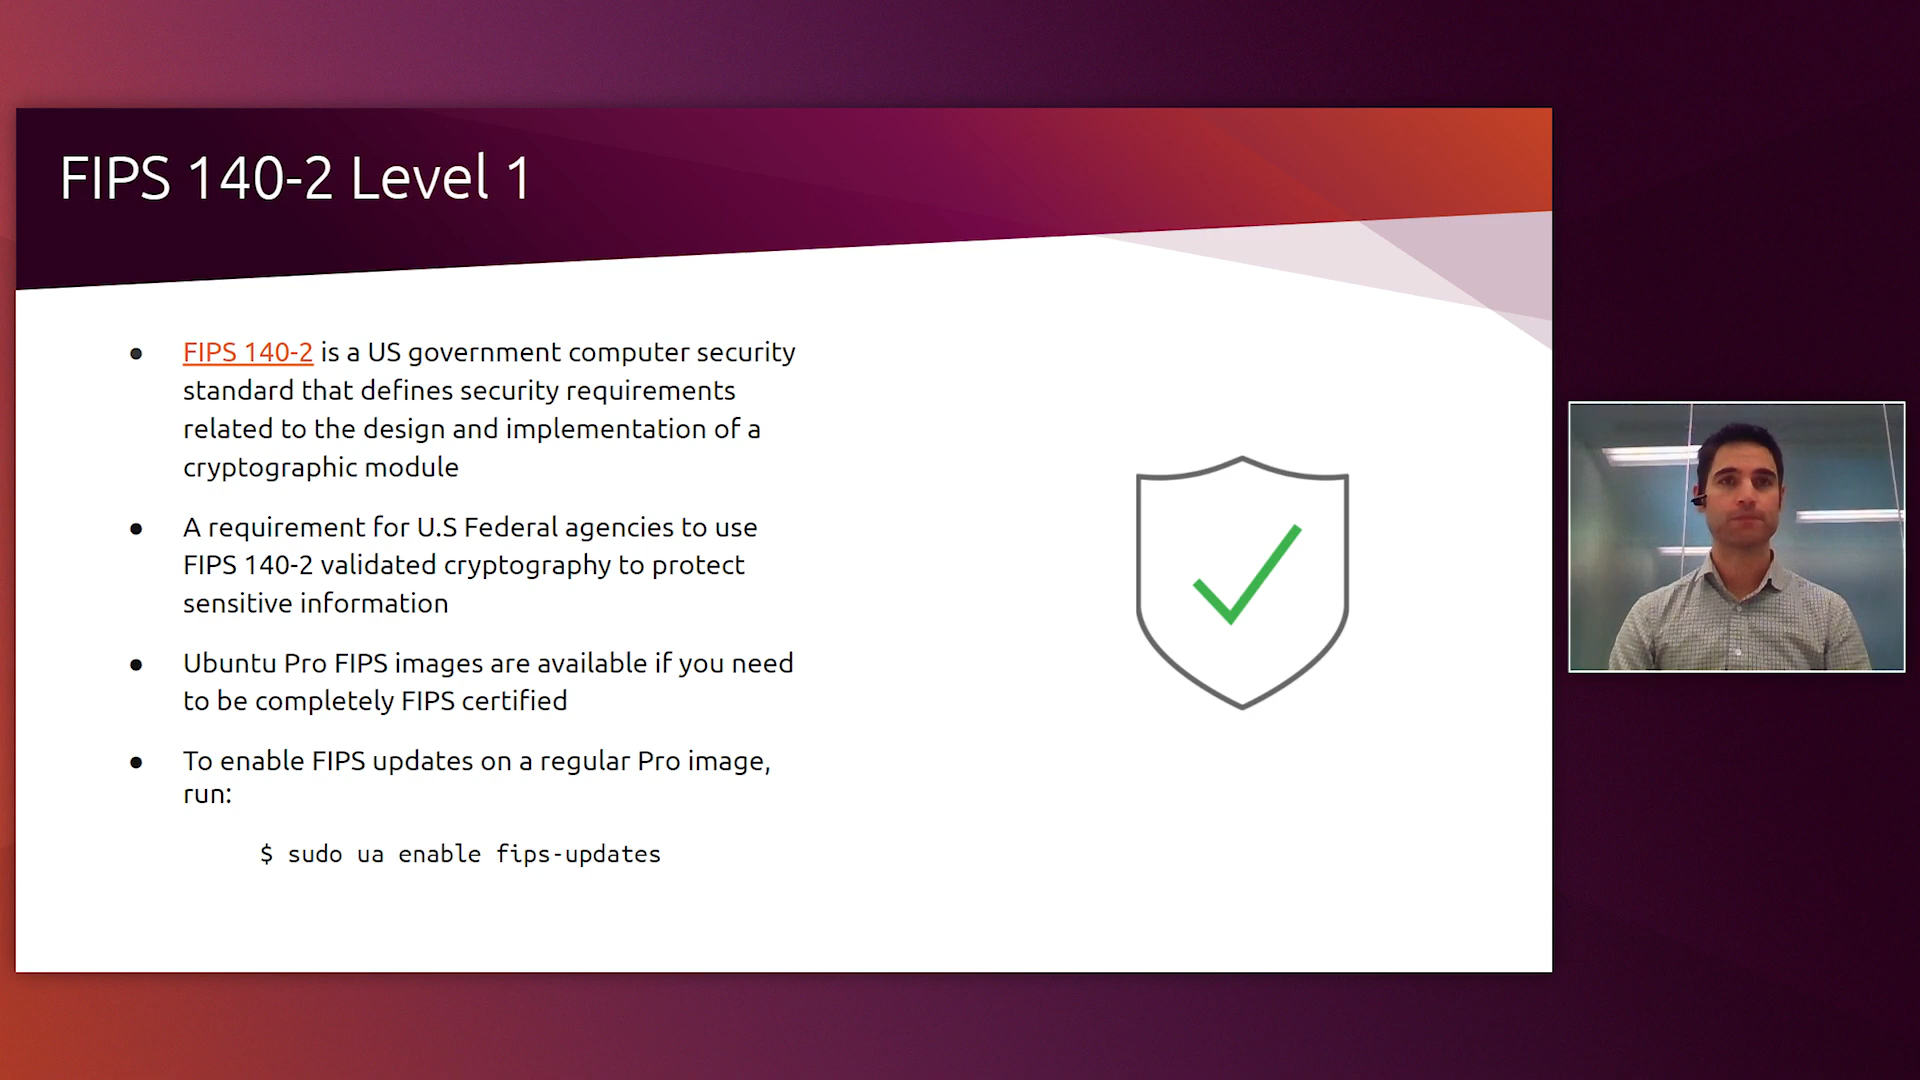 FIPS 140-2 Level 1
● FIPS 140-2 is a US government computer security
standard that defines security requirements
related to the design and implementation of a
cryptographic module
● A requirement for U.S Federal agencies to use
FIPS 140-2 validated cryptography to protect
sensitive information
● Ubuntu Pro FIPS images are available if you need
to be completely FIPS certified
● To enable FIPS updates on a regular Pro image,
run:
$ sudo ua enable fips-updates